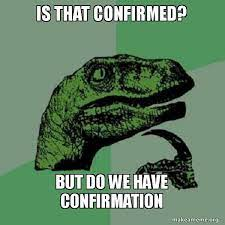 IS THAT CONFIRMED?
BUT DO WE HAVE
CONFIRMATION
makeameme.org